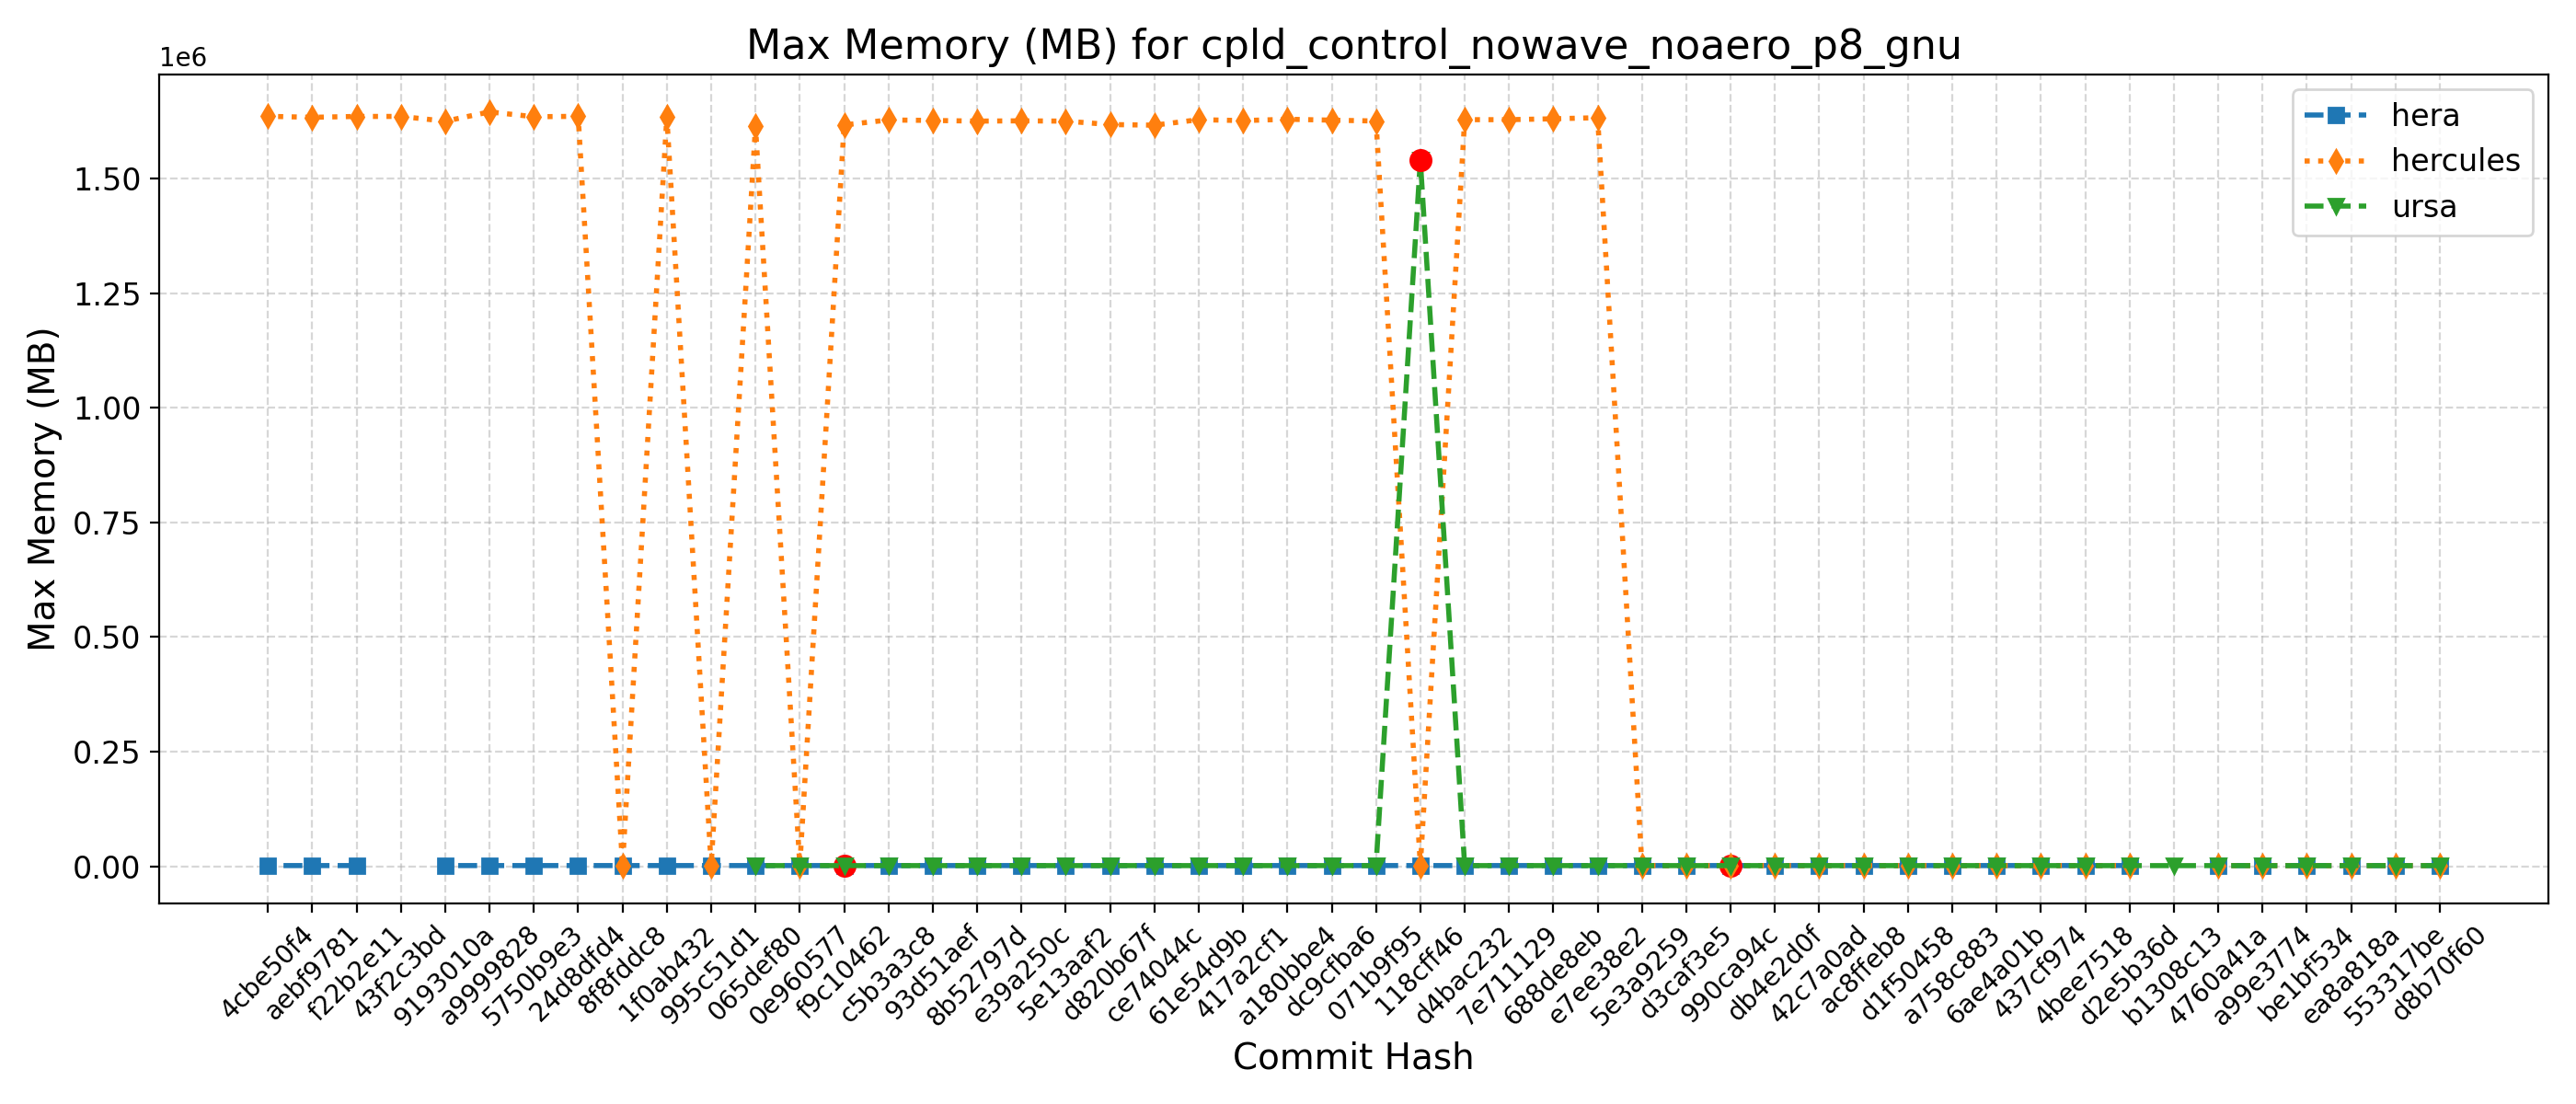 Max Memory (MB) for cpld_control_nowave_noaero_p8_gnu
1e6
hera
hercules
ursa
1.50
1.25
1.00
0.75
0.50
0.25
0.00
Max Memory (MB)
4cbe50f4
aebf9781
f22b2e11
43f2c3bd
9193010a
a9999828
5750b9e3
24d8dfd4
8f8fddc8
1f0ab432
995c51d1
065def80
0e960577
f9c10462
c5b3a3c8
93d51aef
8b52797d
e39a250c
5e13aaf2
d820b67f
ce74044c
61e54d9b
417a2cf1
a180bbe4
dc9cfba6
071b9f95
118cff46
d4bac232
7e711129
688de8eb
e7ee38e2
5e3a9259
d3caf3e5
990ca94c
db4e2d0f
42c7a0ad
ac8ffeb8
d1f50458
a758c883
6ae4a01b
437cf974
4bee7518
d2e5b36d
b1308c13
4760a41a
a99e3774
be1bf534
ea8a818a
553317be
d8b70f60
Commit Hash